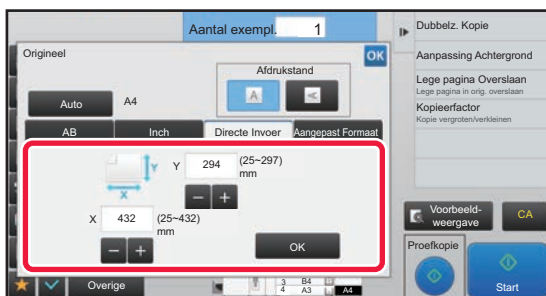 Aantal exempl. 1
Origineel
OK
Afdrukstand
A
A
Auto
A4
AB
Inch
Directe Invoer
Aangepast Formaat
Y
X
Y 294 (25~297)
mm
X 432 (25~432)
mm
OK
Dubbelz. Kopie
Aanpassing Achtergrond
Lege pagina Overslaan
Lege pagina in orig. overslaan
Kopieerfactor
Kopie vergroten/verkleinen
Voorbeeld-
weergave
CA
Proefkopie
Start
Overige
3 B4
4 A3
A4